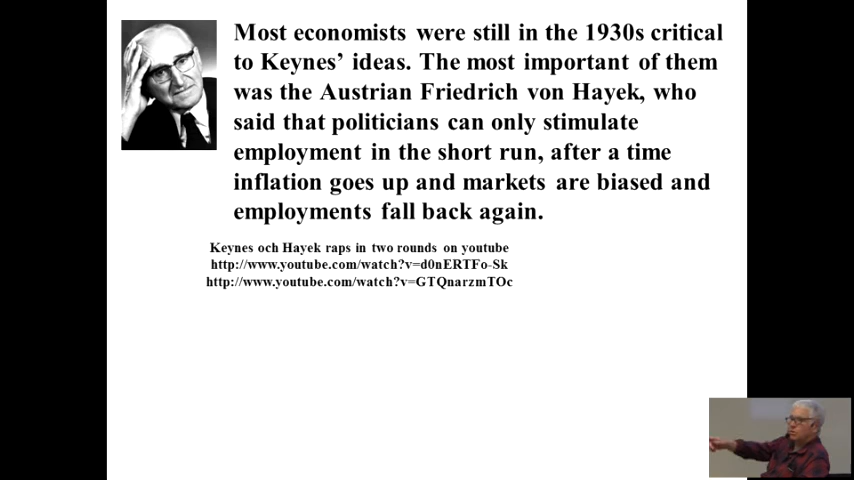 Most economists were still in the 1930s critical
to Keynes’ ideas. The most important of them
was the Austrian Friedrich von Hayek, who
said that politicians can only stimulate
employment in the short run, after a time
inflation goes up and markets are biased and
employments fall back again.
Keynes och Hayek raps in two rounds on youtube
http://www.youtube.com/watch?v=d0nERTFo-Sk
http://www.youtube.com/watch?v=GTQnarzmTOc